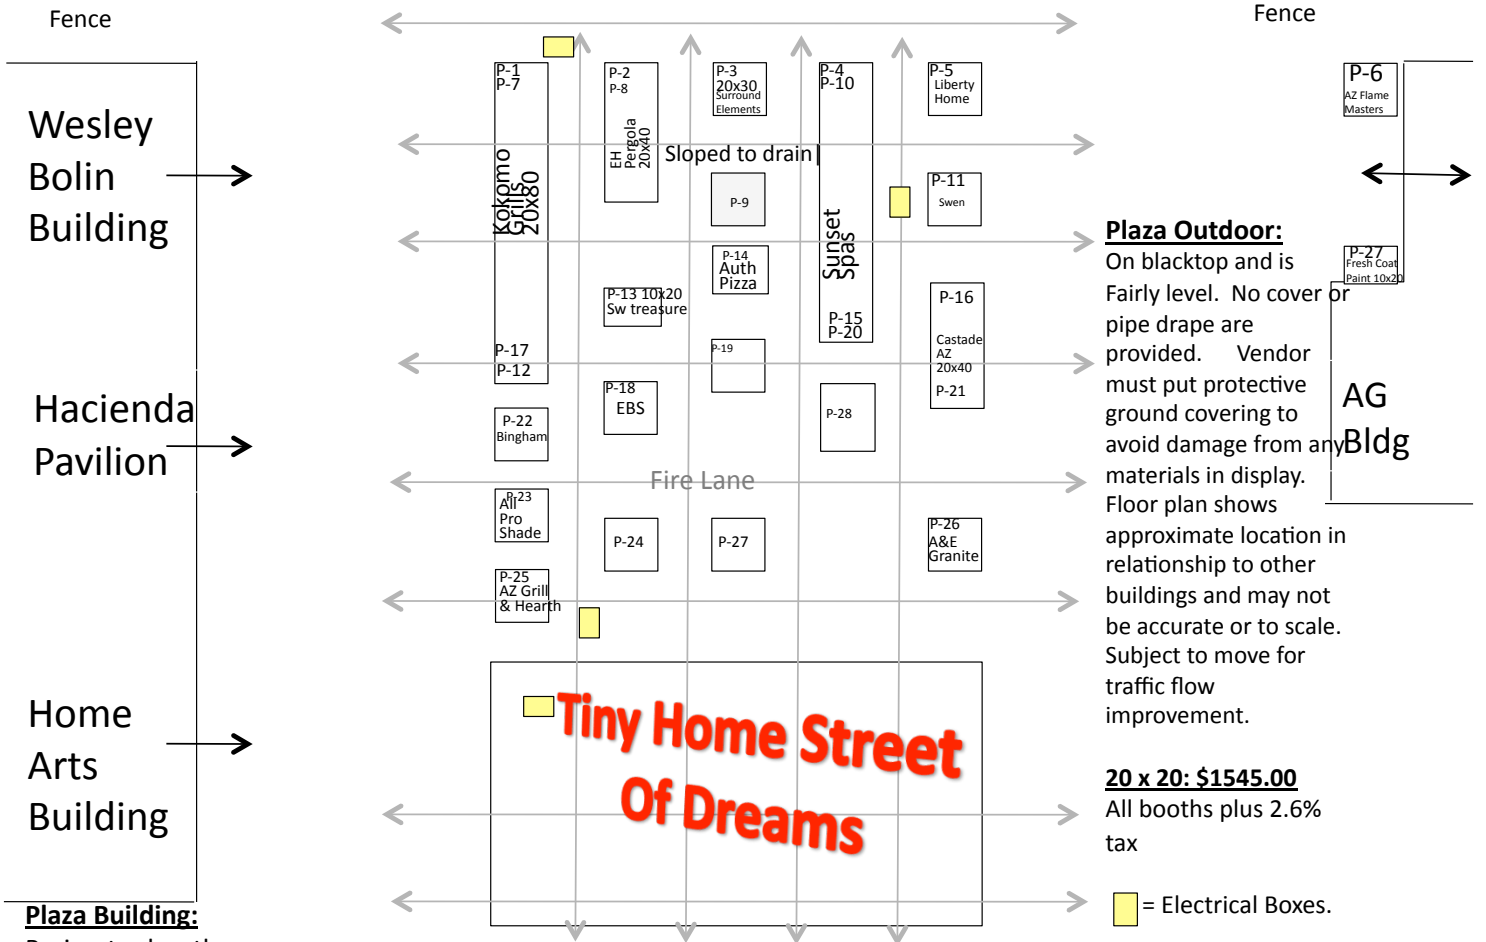 Fence
Fence
Wesley
Bolin
Building
Hacienda
Pavilion
Home
Arts
Building
Plaza Building:
P-1
P-7
Kokomo
Grills
20x80
P-17
P-12
P-2
P-8
EH
Pergola
20x40
P-3
20x30
Surround
Elements
P-4
P-10
Sunset
Spas
P-15
P-20
P-5
Liberty
Home
P-6
AZ Flame
Masters
Sloped to drain
P-9
P-11
Swen
P-14
Auth
Pizza
P-13 10x20
Sw treasure
P-16
Castade
AZ
20x40
P-21
P-27
Fresh Coat
Paint 10x20
P-19
P-18
EBS
P-28
P-22
Bingham
Fire Lane
P-23
All
Pro
Shade
P-24
P-27
P-26
A&E
Granite
P-25
AZ Grill
& Hearth
Tiny Home Street
Of Dreams
AG
Bldg
Plaza Outdoor:
On blacktop and is
Fairly level. No cover or
pipe drape are
provided. Vendor
must put protective
ground covering to
avoid damage from any
materials in display.
Floor plan shows
approximate location in
relationship to other
buildings and may not
be accurate or to scale.
Subject to move for
traffic flow
improvement.
20 x 20: $1545.00
All booths plus 2.6%
tax
= Electrical Boxes.